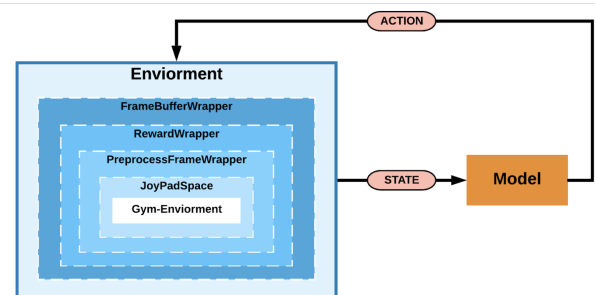 ACTION
Enviorment
FrameBufferWrapper
RewardWrapper
PreprocessFrameWrapper
JoyPadSpace
Gym-Enviorment
STATE
Model